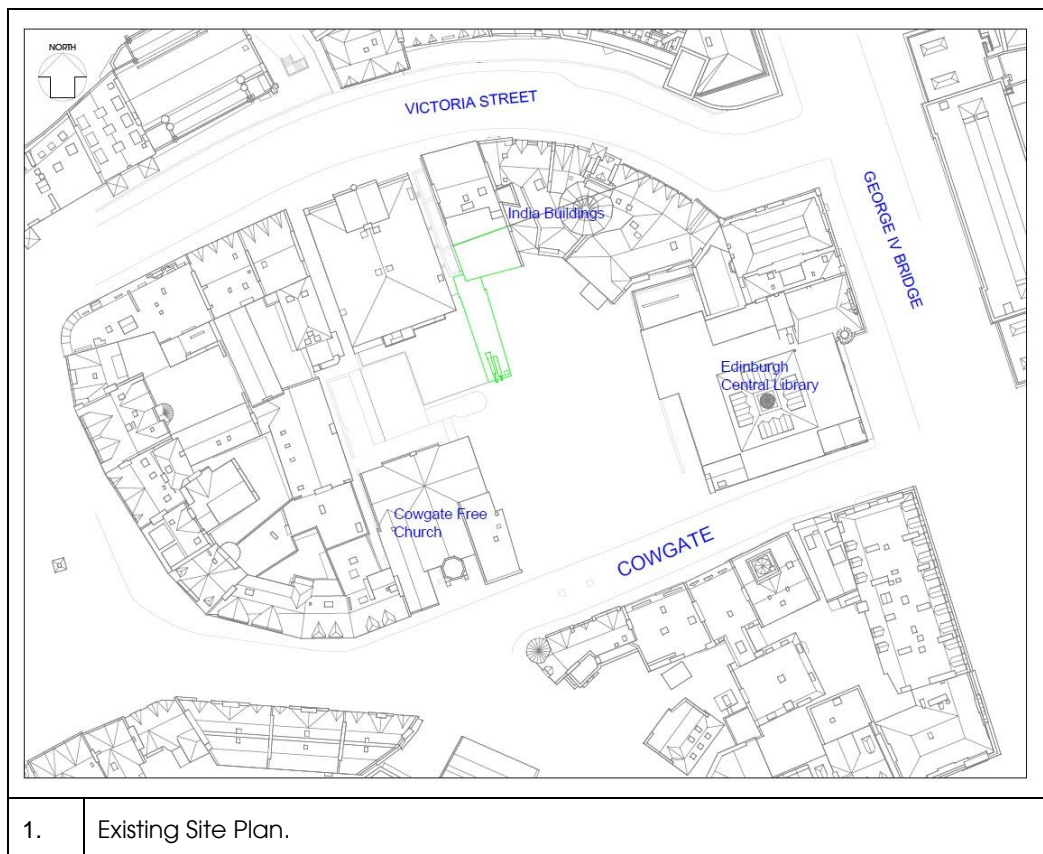 NORTH
VICTORIA STREET
GEORGE IV BRIDGE
India Buildings
Edinburgh
Central Library
Cowgate Free
Church
COWGATE
1. Existing Site Plan.